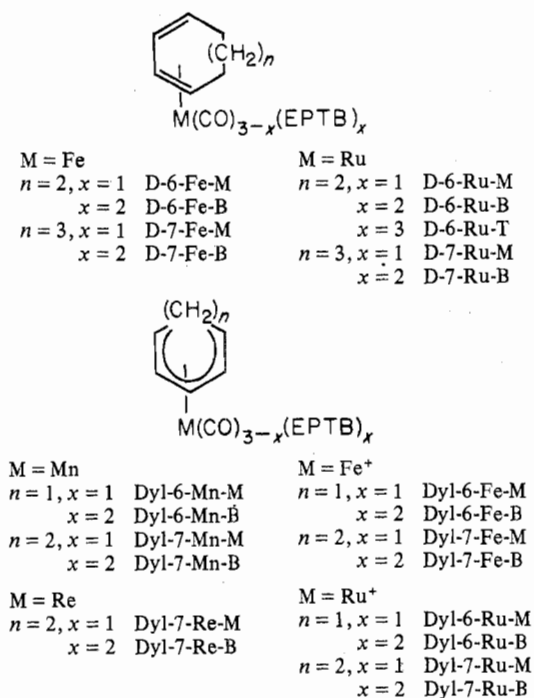 (CH₂)ₙ
M(CO)₃₋ₓ(EPTB)ₓ
M = Fe
n = 2, x = 1 D-6-Fe-M
x = 2 D-6-Fe-B
n = 3, x = 1 D-7-Fe-M
x = 2 D-7-Fe-B
M = Ru
n = 2, x = 1 D-6-Ru-M
x = 2 D-6-Ru-B
x = 3 D-6-Ru-T
n = 3, x = 1 D-7-Ru-M
x = 2 D-7-Ru-B
(CH₂)ₙ
M(CO)₃₋ₓ(EPTB)ₓ
M = Mn
n = 1, x = 1 Dyl-6-Mn-M
x = 2 Dyl-6-Mn-B
n = 2, x = 1 Dyl-7-Mn-M
x = 2 Dyl-7-Mn-B
M = Re
n = 2, x = 1 Dyl-7-Re-M
x = 2 Dyl-7-Re-B
M = Fe⁺
n = 1, x = 1 Dyl-6-Fe-M
x = 2 Dyl-6-Fe-B
n = 2, x = 1 Dyl-7-Fe-M
x = 2 Dyl-7-Fe-B
M = Ru⁺
n = 1, x = 1 Dyl-6-Ru-M
x = 2 Dyl-6-Ru-B
n = 2, x = 1 Dyl-7-Ru-M
x = 2 Dyl-7-Ru-B